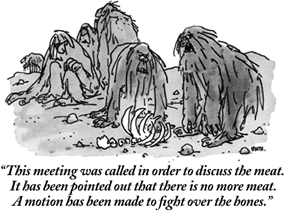 “This meeting was called in order to discuss the meat.
It has been pointed out that there is no more meat.
A motion has been made to fight over the bones.”